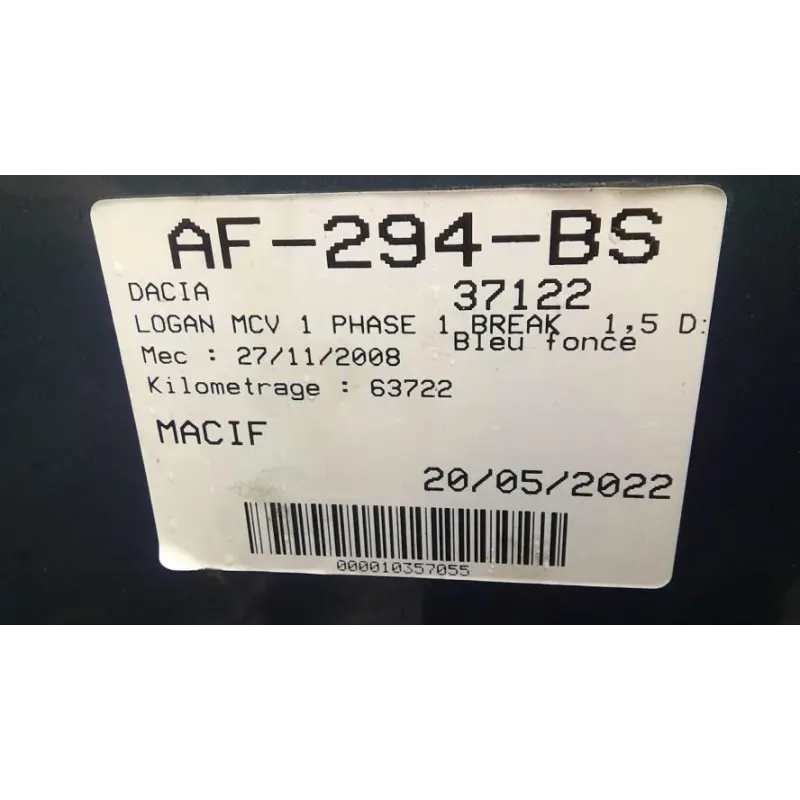 AF-294-BS
DACIA 37122
LOGAN MCV 1 PHASE 1 BREAK 1,5 D
Bleu fonce
Mec : 27/11/2008
Kilometrage : 63722
MACIF
20/05/2022
000010357055